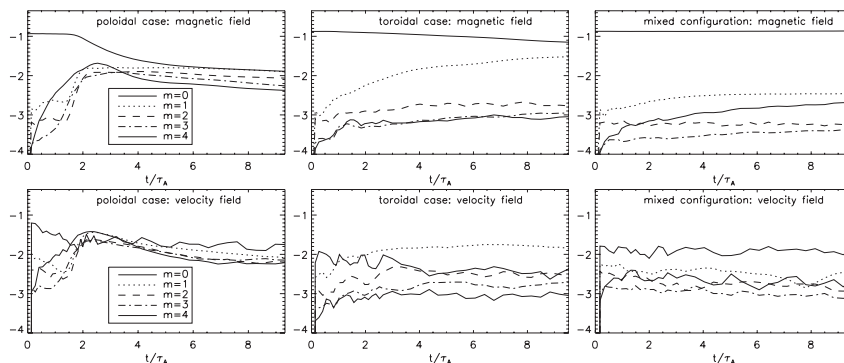 poloidal case: magnetic field
toroidal case: magnetic field
mixed configuration: magnetic field
-1
-2
-3
-4
m=0
m=1
m=2
m=3
m=4
0 2 4 6 8
t/τA
-1
-2
-3
-4
0 2 4 6 8
t/τA
-1
-2
-3
-4
0 2 4 6 8
t/τA
poloidal case: velocity field
toroidal case: velocity field
mixed configuration: velocity field
-1
-2
-3
-4
m=0
m=1
m=2
m=3
m=4
0 2 4 6 8
t/τA
-1
-2
-3
-4
0 2 4 6 8
t/τA
-1
-2
-3
-4
0 2 4 6 8
t/τA